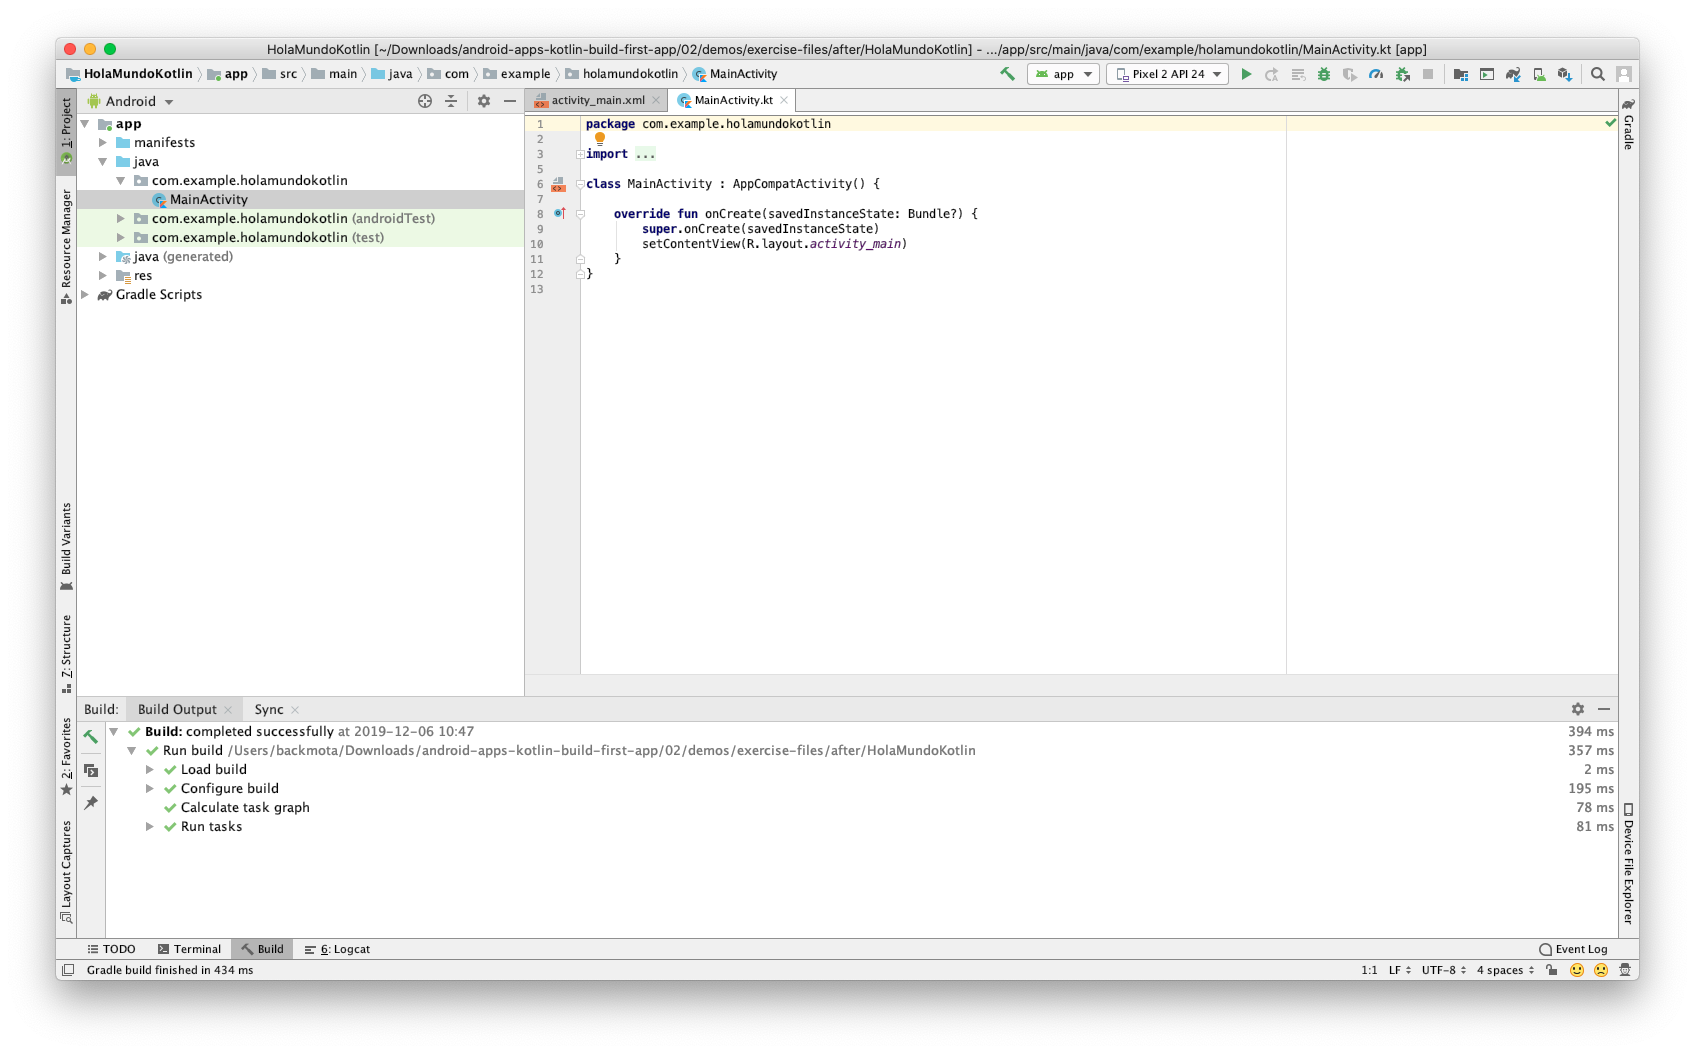 HolaMundoKotlin [~/Downloads/android-apps-kotlin-build-first-app/02/demos/exercise-files/after/HolaMundoKotlin] - .../app/src/main/java/com/example/holamundokotlin/MainActivity.kt [app]
HolaMundoKotlin app src main java com example holamundokotlin MainActivity
app Pixel 2 API 24
1: Project
Resource Manager
Build Variants
Z: Structure
2: Favorites
Layout Captures
Android
app
manifests
java
com.example.holamundokotlin
MainActivity
com.example.holamundokotlin (androidTest)
com.example.holamundokotlin (test)
java (generated)
res
Gradle Scripts
activity_main.xml MainActivity.kt
1 package com.example.holamundokotlin
2
3 import ...
5
6 class MainActivity : AppCompatActivity() {
7
8 override fun onCreate(savedInstanceState: Bundle?) {
9 super.onCreate(savedInstanceState)
10 setContentView(R.layout.activity_main)
11 }
12 }
13
Gradle
Device File Explorer
Build: Build Output Sync
Build: completed successfully at 2019-12-06 10:47 394 ms
Run build /Users/backmota/Downloads/android-apps-kotlin-build-first-app/02/demos/exercise-files/after/HolaMundoKotlin 357 ms
Load build 2 ms
Configure build 195 ms
Calculate task graph 78 ms
Run tasks 81 ms
TODO Terminal Build 6: Logcat Event Log
Gradle build finished in 434 ms 1:1 LF UTF-8 4 spaces